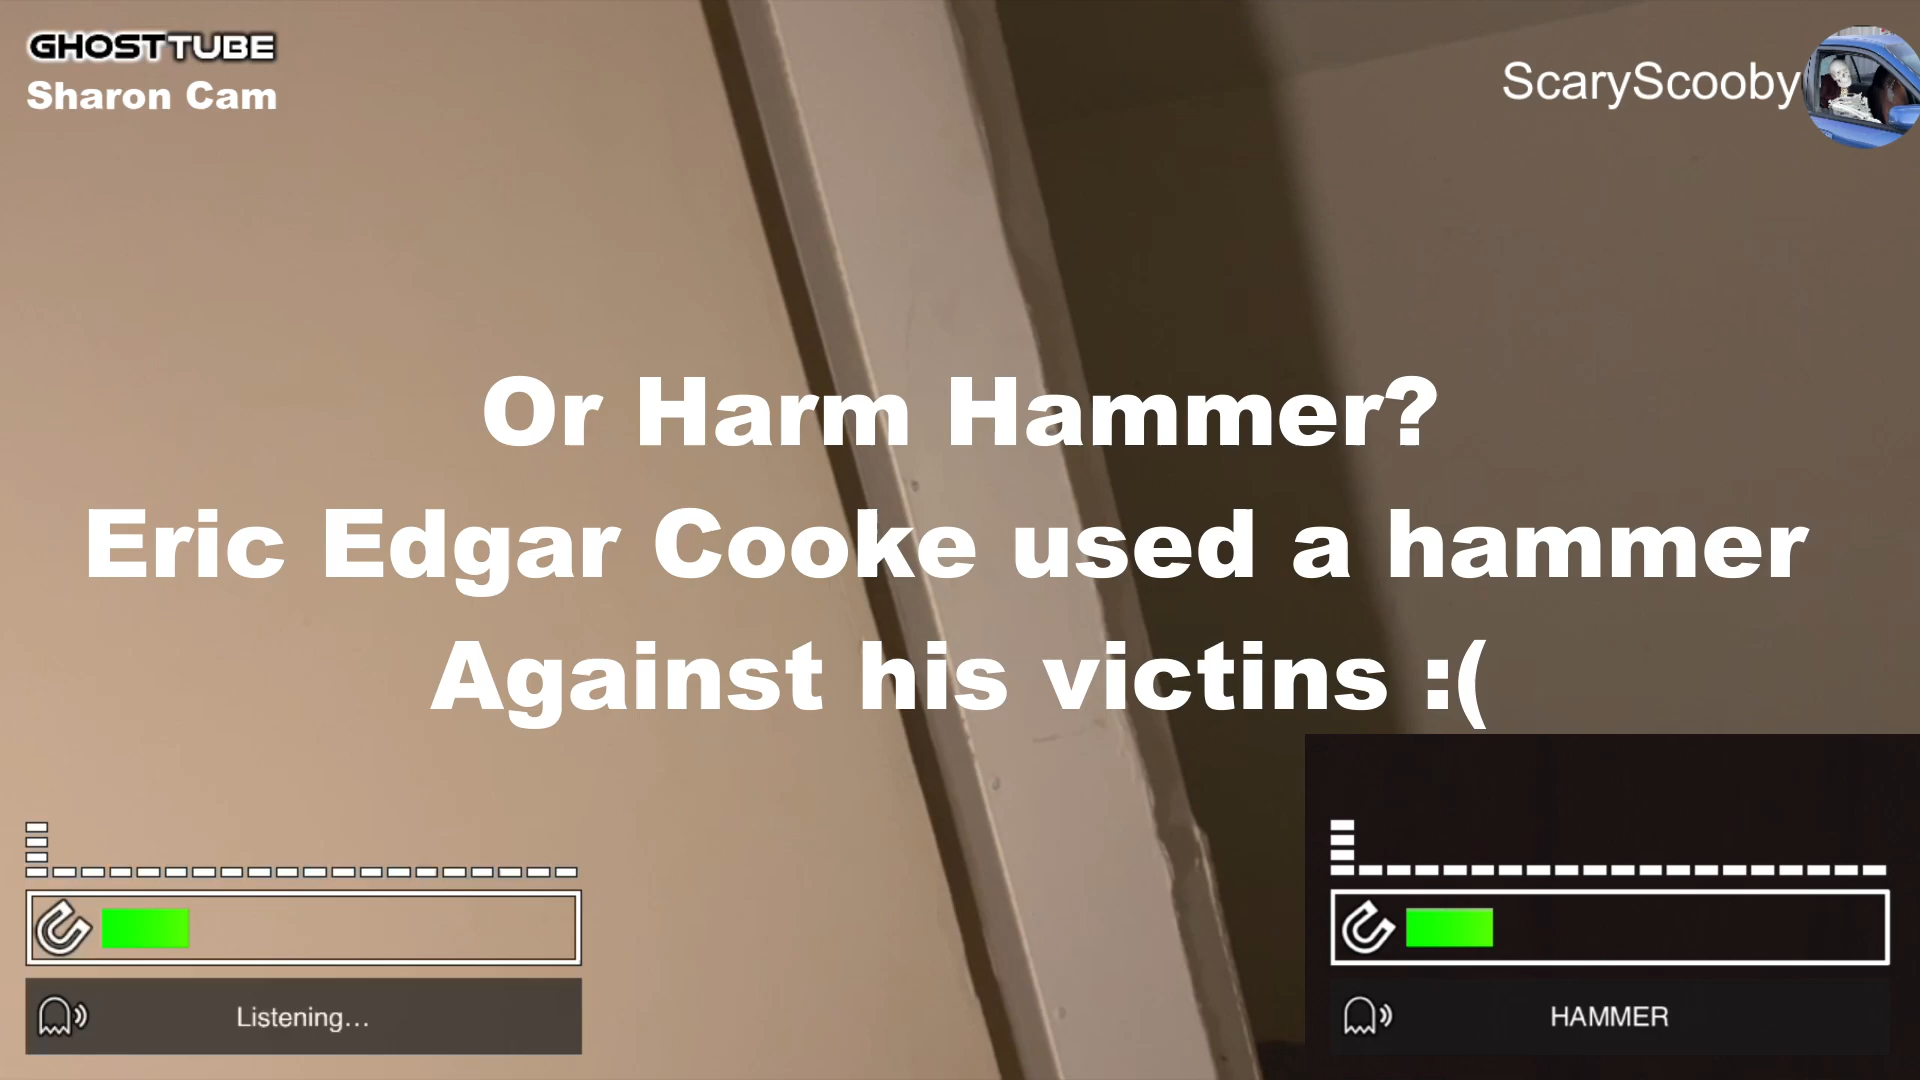 GHOSTTUBE
Sharon Cam
ScaryScooby
Or Harm Hammer?
Eric Edgar Cooke used a hammer
Against his victins :(
Listening...
HAMMER